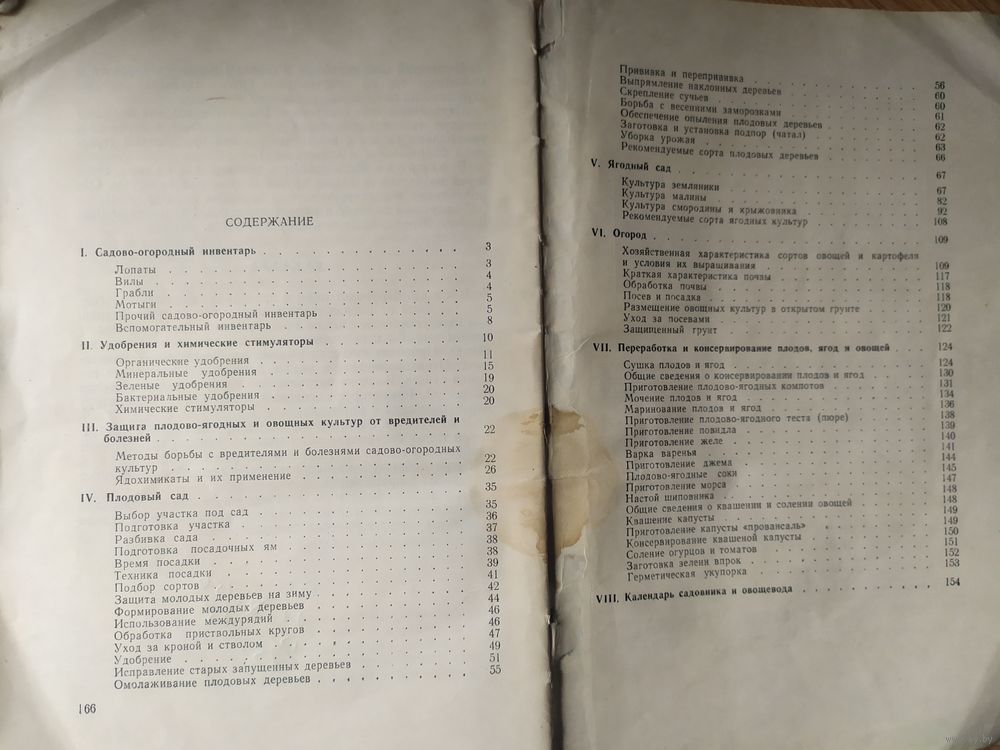 СОДЕРЖАНИЕ
I. Садово-огородный инвентарь . . . . . . . . . 3
Лопаты . . . . . . . . . . . . . . . 3
Вилы . . . . . . . . . . . . . . . 4
Грабли . . . . . . . . . . . . . . . 4
Мотыги . . . . . . . . . . . . . . . 5
Прочий садово-огородный инвентарь . . . . . . 5
Вспомогательный инвентарь . . . . . . . . . 8
II. Удобрения и химические стимуляторы . . . . . . 10
Органические удобрения . . . . . . . . . . 11
Минеральные удобрения . . . . . . . . . . 15
Зеленые удобрения . . . . . . . . . . . 19
Бактериальные удобрения . . . . . . . . . 20
Химические стимуляторы . . . . . . . . . . 20
III. Защита плодово-ягодных и овощных культур от вредителей и
болезней . . . . . . . . . . . . . . . 22
Методы борьбы с вредителями и болезнями садово-огородных
культур . . . . . . . . . . . . . . . 22
Ядохимикаты и их применение . . . . . . . . 26
IV. Плодовый сад . . . . . . . . . . . . . 35
Выбор участка под сад . . . . . . . . . . 35
Подготовка участка . . . . . . . . . . . 36
Разбивка сада . . . . . . . . . . . . . 37
Подготовка посадочных ям . . . . . . . . . 38
Время посадки . . . . . . . . . . . . . 38
Техника посадки . . . . . . . . . . . . 39
Подбор сортов . . . . . . . . . . . . . 41
Защита молодых деревьев на зиму . . . . . . . 42
Формирование молодых деревьев . . . . . . . 44
Использование междурядий . . . . . . . . . 46
Обработка приствольных кругов . . . . . . . 46
Уход за кроной и стволом . . . . . . . . . 47
Удобрение . . . . . . . . . . . . . . 49
Исправление старых запущенных деревьев . . . . . 51
Омолаживание плодовых деревьев . . . . . . . 55
166
Прививка и перепрививка . . . . . . . . . 56
Выпрямление наклонных деревьев . . . . . . . 60
Скрепление сучьев . . . . . . . . . . . 60
Борьба с весенними заморозками . . . . . . . 61
Обеспечение опыления плодовых деревьев . . . . . 62
Заготовка и установка подпор (чатал) . . . . . . 62
Уборка урожая . . . . . . . . . . . . . 63
Рекомендуемые сорта плодовых деревьев . . . . . 66
V. Ягодный сад . . . . . . . . . . . . . 67
Культура земляники . . . . . . . . . . . 67
Культура малины . . . . . . . . . . . . 82
Культура смородины и крыжовника . . . . . . . 92
Рекомендуемые сорта ягодных культур . . . . . . 108
VI. Огород . . . . . . . . . . . . . . . 109
Хозяйственная характеристика сортов овощей и картофеля
и условия их выращивания . . . . . . . . . 109
Краткая характеристика почвы . . . . . . . . 117
Обработка почвы . . . . . . . . . . . . 118
Посев и посадка . . . . . . . . . . . . 118
Размещение овощных культур в открытом грунте . . . 120
Уход за посевами . . . . . . . . . . . . 121
Защищенный грунт . . . . . . . . . . . . 122
VII. Переработка и консервирование плодов, ягод и овощей . . 124
Сушка плодов и ягод . . . . . . . . . . . 124
Общие сведения о консервировании плодов и ягод . . . 130
Приготовление плодово-ягодных компотов . . . . . 131
Мочение плодов и ягод . . . . . . . . . . 134
Маринование плодов и ягод . . . . . . . . . 136
Приготовление плодово-ягодного теста (пюре) . . . . 138
Приготовление повидла . . . . . . . . . . 139
Приготовление желе . . . . . . . . . . . 140
Варка варенья . . . . . . . . . . . . . 141
Приготовление джема . . . . . . . . . . . 144
Плодово-ягодные соки . . . . . . . . . . 145
Приготовление морса . . . . . . . . . . . 147
Настой шиповника . . . . . . . . . . . . 148
Общие сведения о квашении и солении овощей . . . . 148
Квашение капусты . . . . . . . . . . . . 149
Приготовление капусты «провансаль» . . . . . . 149
Консервирование квашеной капусты . . . . . . . 150
Соление огурцов и томатов . . . . . . . . . 151
Заготовка зелени впрок . . . . . . . . . . 152
Герметическая укупорка . . . . . . . . . . 153
VIII. Календарь садовника и овощевода . . . . . . . 154